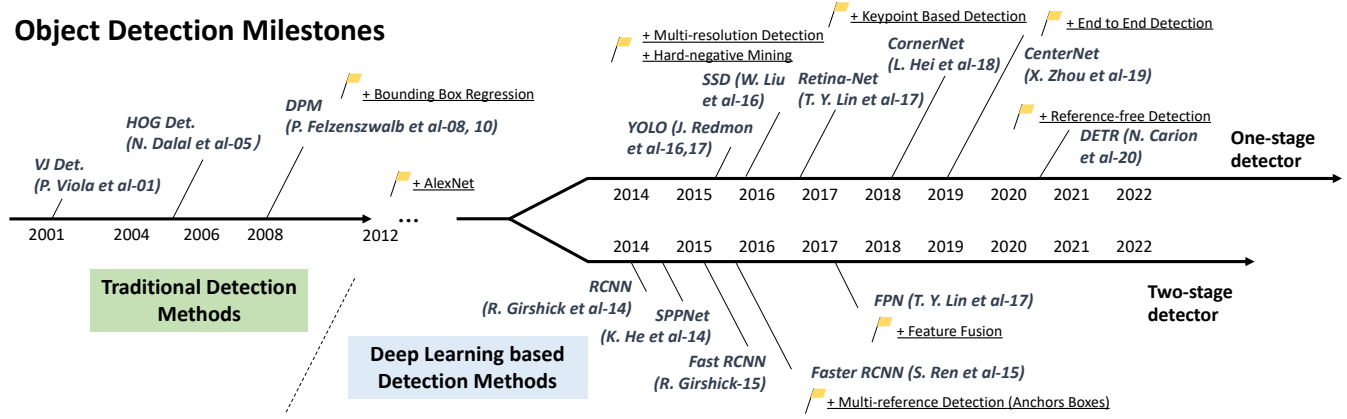 Object Detection Milestones
+ Bounding Box Regression
DPM
(P. Felzenszwalb et-al-08, 10)
HOG Det.
(N. Dalal et al-05）
VJ Det.
(P. Viola et-al-01)
+ AlexNet
...
2001
2004
2006
2008
2012
Traditional Detection
Methods
Deep Learning based
Detection Methods
+ Multi-resolution Detection
+ Hard-negative Mining
+ Keypoint Based Detection
+ End to End Detection
SSD (W. Liu
et al-16)
YOLO (J. Redmon
et al-16,17)
Retina-Net
(T. Y. Lin et al-17)
CornerNet
(L. Hei et al-18)
CenterNet
(X. Zhou et al-19)
+ Reference-free Detection
DETR (N. Carion
et al-20)
One-stage
detector
2014
2015
2016
2017
2018
2019
2020
2021
2022
2014
2015
2016
2017
2018
2019
2020
2021
2022
Two-stage
detector
RCNN
(R. Girshick et al-14)
SPPNet
(K. He et al-14)
Fast RCNN
(R. Girshick-15)
Faster RCNN (S. Ren et al-15)
+ Multi-reference Detection (Anchors Boxes)
FPN (T. Y. Lin et al-17)
+ Feature Fusion